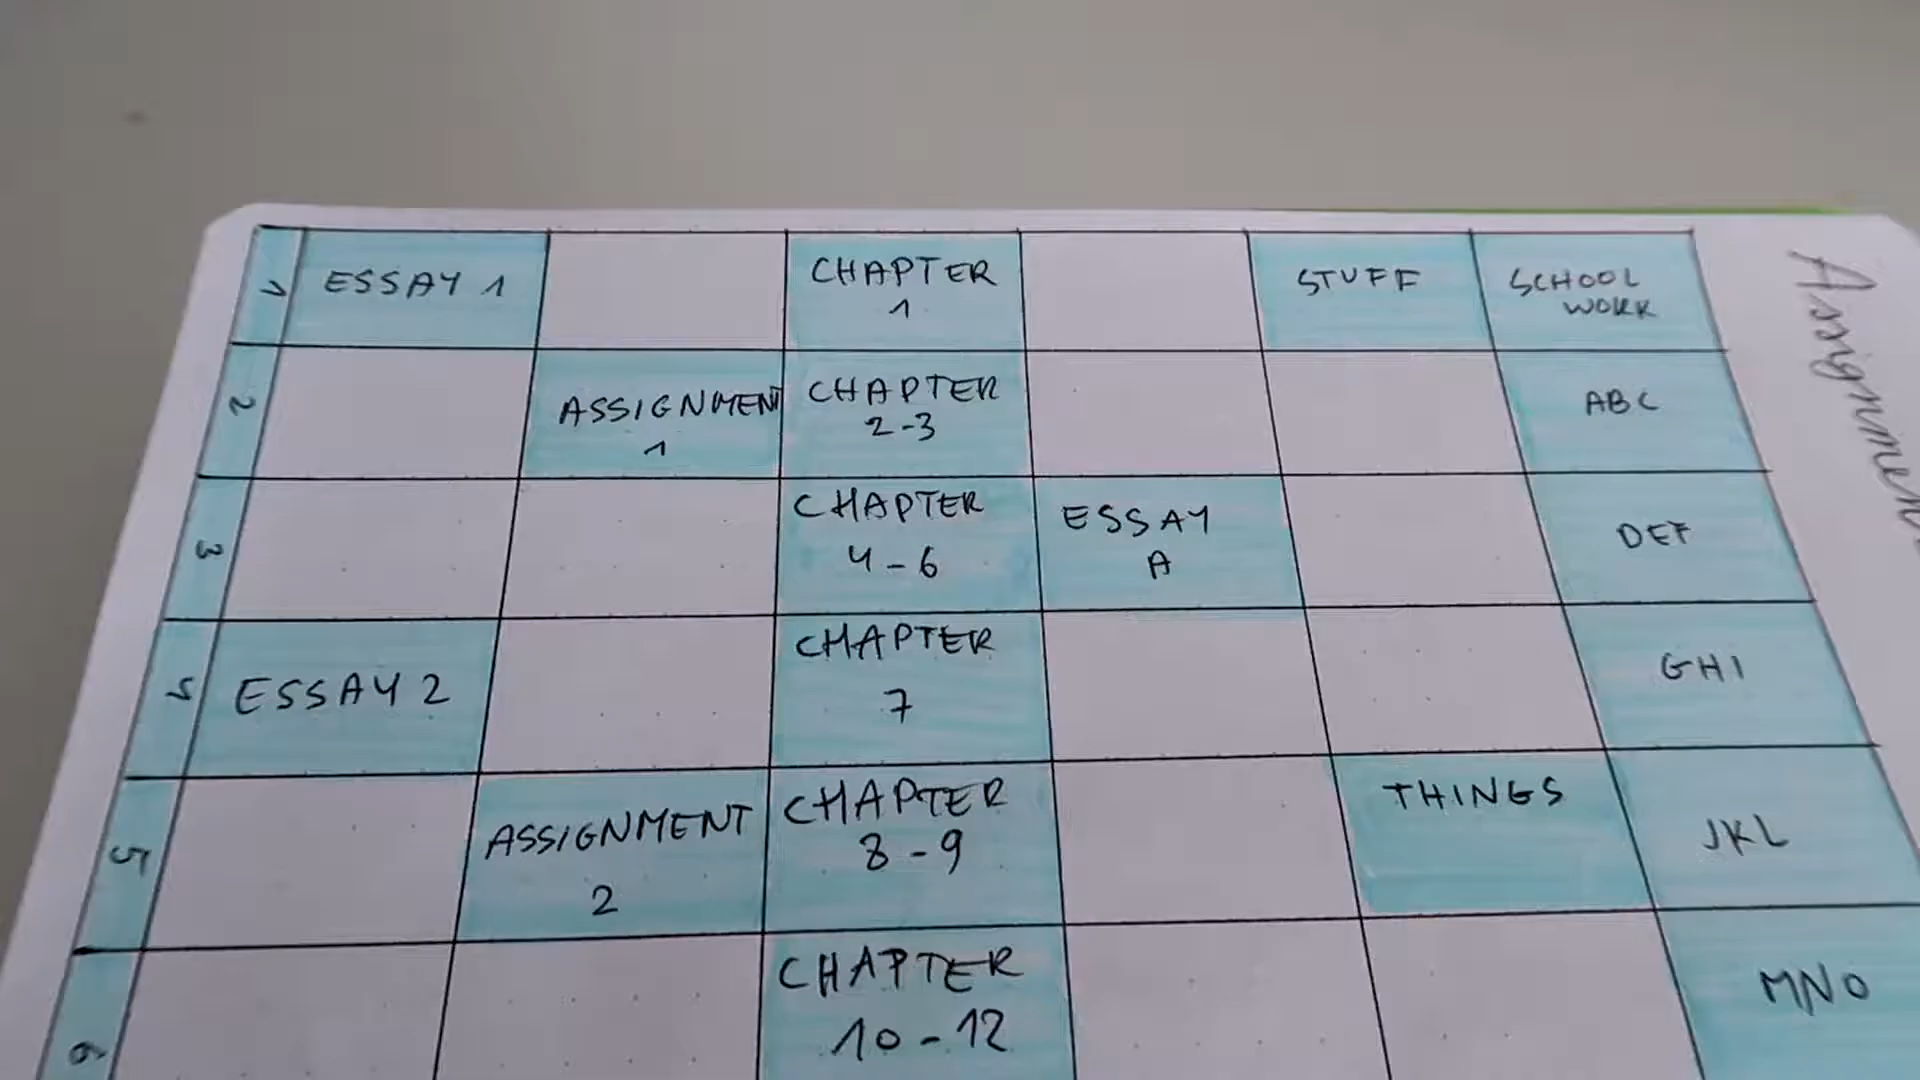 1
ESSAY 1
CHAPTER
1
STUFF
SCHOOL
WORK
2
ASSIGNMENT
1
CHAPTER
2-3
ABC
3
CHAPTER
4-6
ESSAY
A
DEF
4
ESSAY 2
CHAPTER
7
GHI
5
ASSIGNMENT
2
CHAPTER
8-9
THINGS
JKL
6
CHAPTER
10-12
MNO
Assignmen